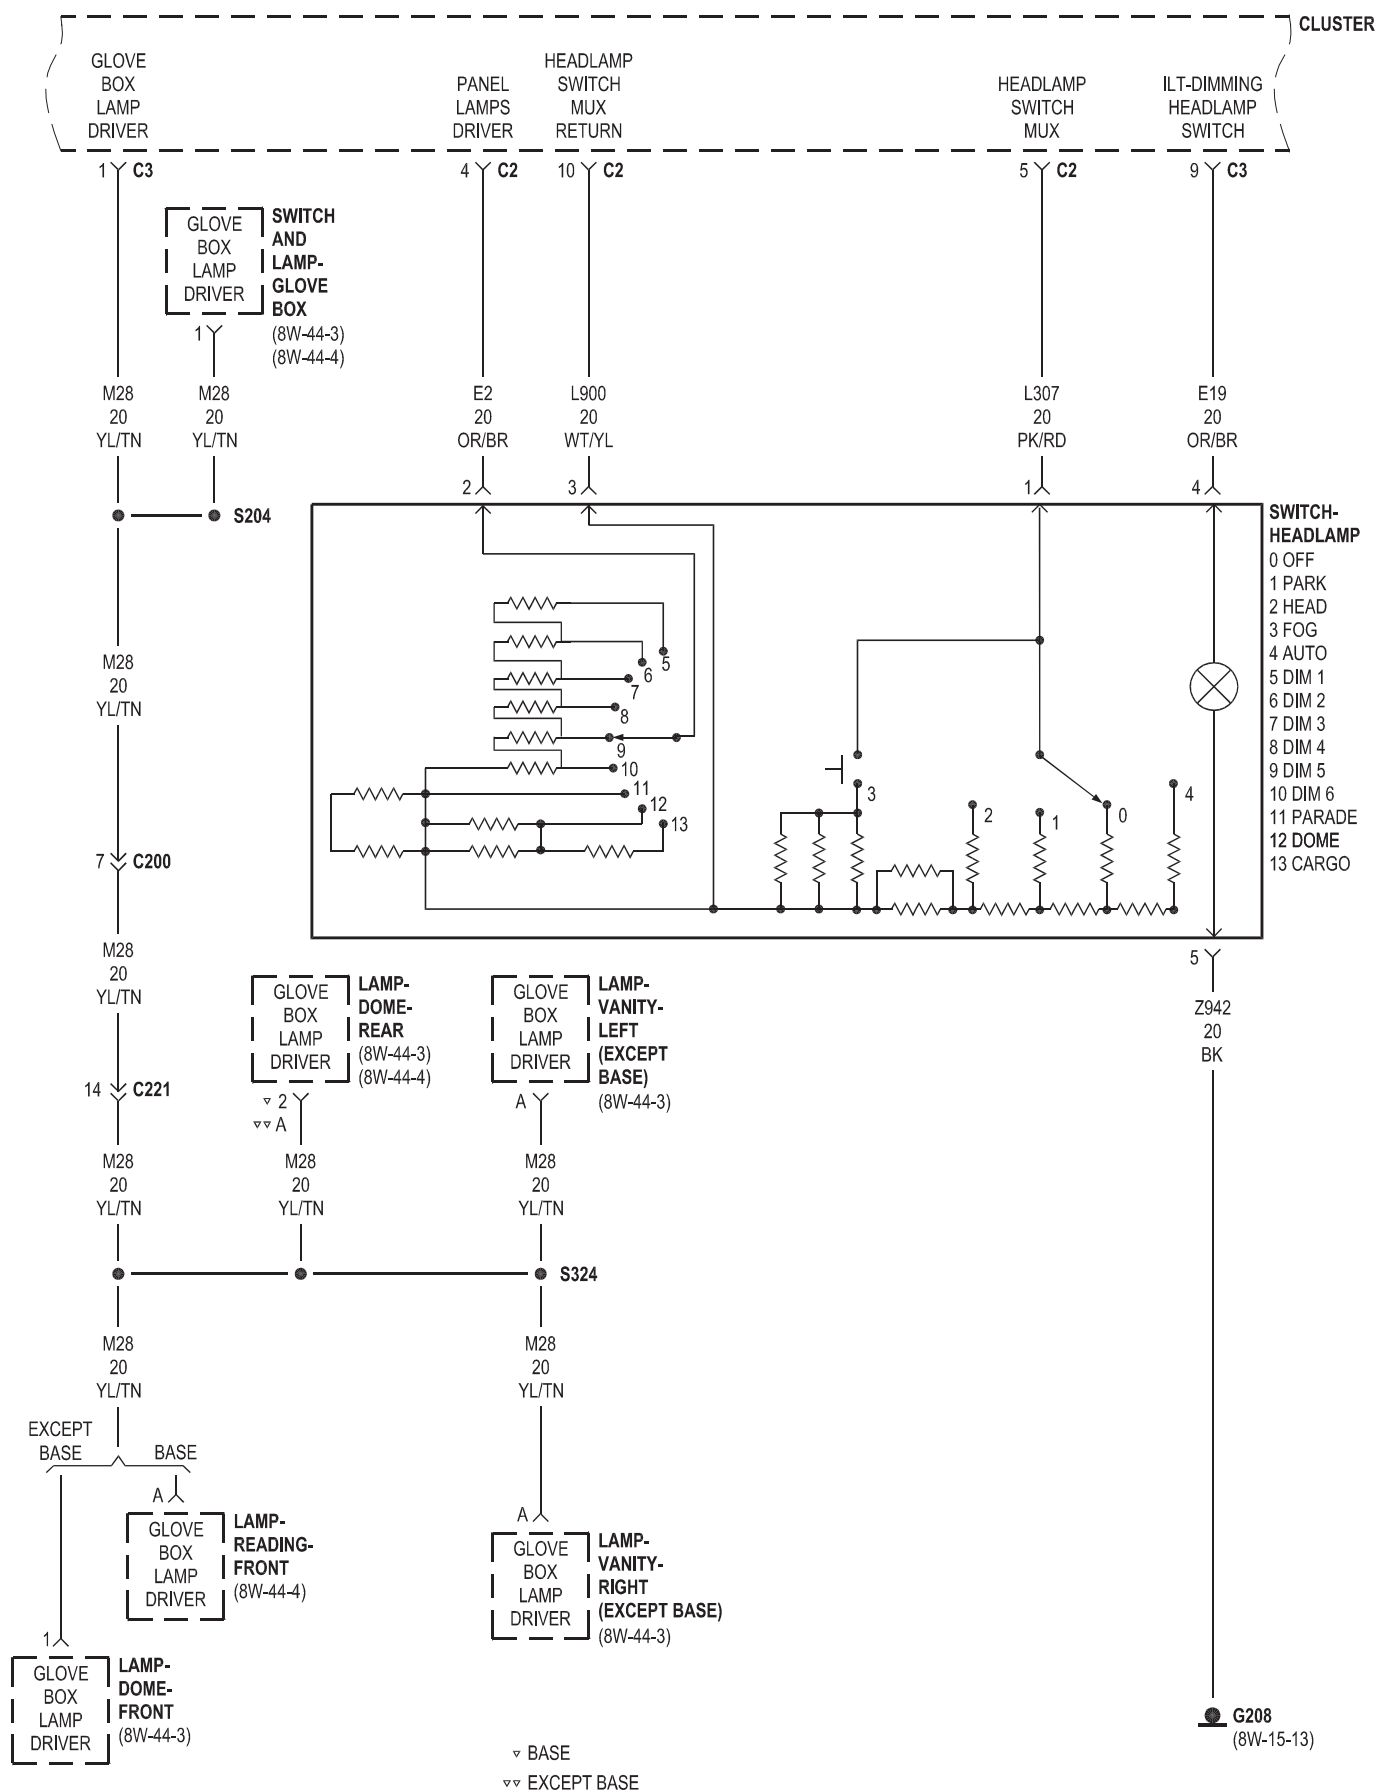 CLUSTER
GLOVE
BOX
LAMP
DRIVER
PANEL
LAMPS
DRIVER
HEADLAMP
SWITCH
MUX
RETURN
HEADLAMP
SWITCH
MUX
ILT-DIMMING
HEADLAMP
SWITCH
1 C3
4 C2
10 C2
5 C2
9 C3
GLOVE
BOX
LAMP
DRIVER
SWITCH
AND
LAMP-
GLOVE
BOX
(8W-44-3)
(8W-44-4)
1
M28
20
YL/TN
M28
20
YL/TN
E2
20
OR/BR
L900
20
WT/YL
L307
20
PK/RD
E19
20
OR/BR
2
3
1
4
S204
SWITCH-
HEADLAMP
0 OFF
1 PARK
2 HEAD
3 FOG
4 AUTO
5 DIM 1
6 DIM 2
7 DIM 3
8 DIM 4
9 DIM 5
10 DIM 6
11 PARADE
12 DOME
13 CARGO
5
6
7
8
9
10
11
12
13
3
2
1
0
4
M28
20
YL/TN
7 C200
M28
20
YL/TN
14 C221
5
Z942
20
BK
GLOVE
BOX
LAMP
DRIVER
LAMP-
DOME-
REAR
(8W-44-3)
(8W-44-4)
▿ 2
▿▿ A
GLOVE
BOX
LAMP
DRIVER
LAMP-
VANITY-
LEFT
(EXCEPT
BASE)
(8W-44-3)
A
M28
20
YL/TN
M28
20
YL/TN
M28
20
YL/TN
S324
M28
20
YL/TN
M28
20
YL/TN
EXCEPT
BASE
BASE
A
GLOVE
BOX
LAMP
DRIVER
LAMP-
READING-
FRONT
(8W-44-4)
A
GLOVE
BOX
LAMP
DRIVER
LAMP-
VANITY-
RIGHT
(EXCEPT BASE)
(8W-44-3)
1
GLOVE
BOX
LAMP
DRIVER
LAMP-
DOME-
FRONT
(8W-44-3)
G208
(8W-15-13)
▿ BASE
▿▿ EXCEPT BASE